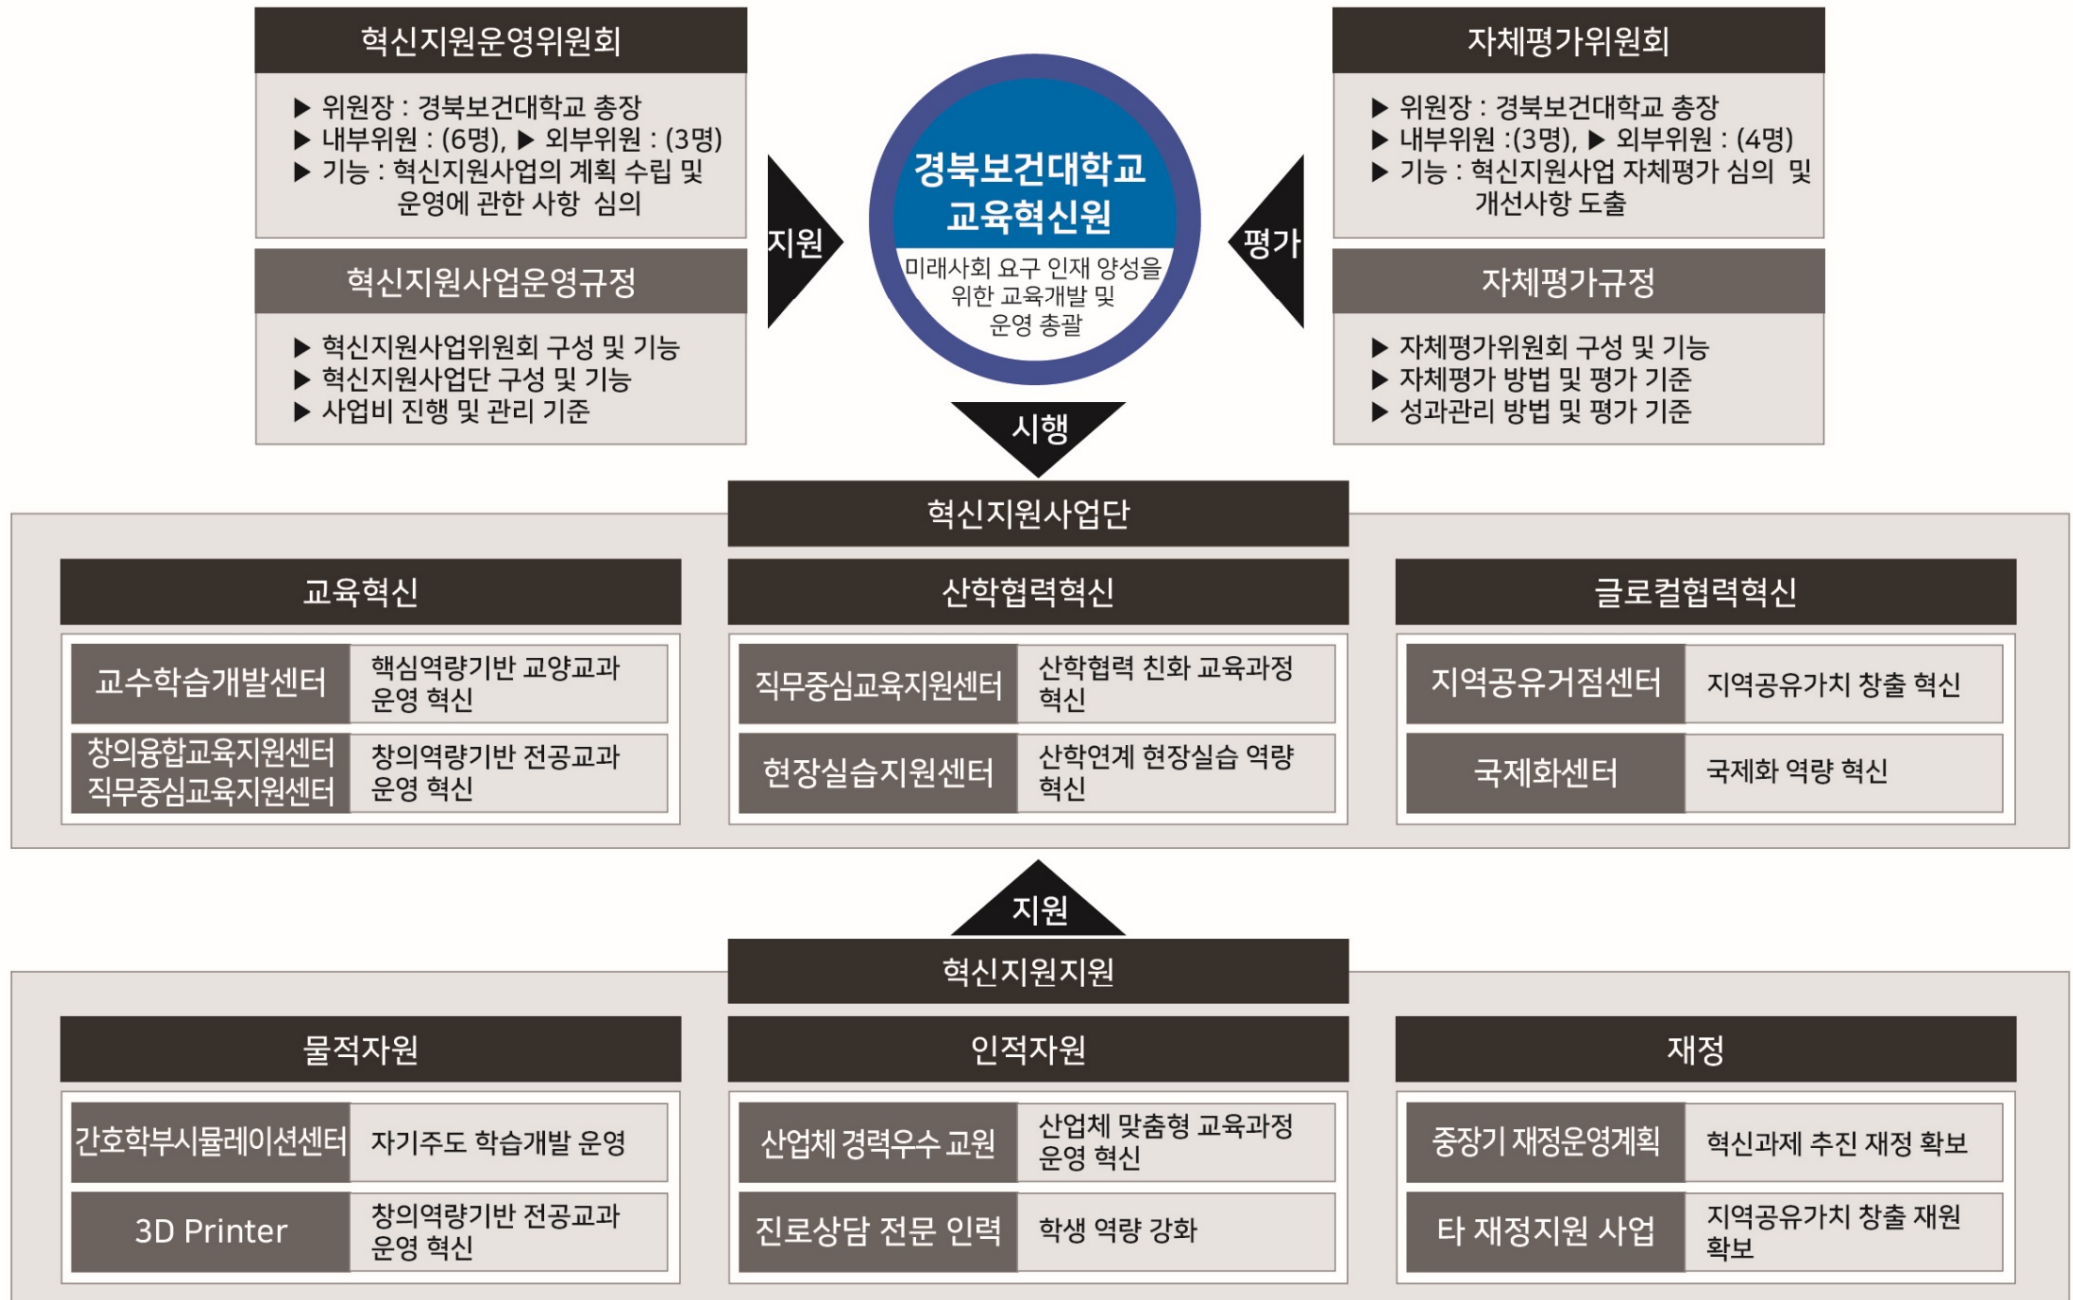 혁신지원운영위원회
▶ 위원장 : 경북보건대학교 총장
▶ 내부위원 : (6명), ▶ 외부위원 : (3명)
▶ 기능 : 혁신지원사업의 계획 수립 및
운영에 관한 사항 심의
혁신지원사업운영규정
▶ 혁신지원사업위원회 구성 및 기능
▶ 혁신지원사업단 구성 및 기능
▶ 사업비 진행 및 관리 기준
지원
경북보건대학교
교육혁신원
미래사회 요구 인재 양성을
위한 교육개발 및
운영 총괄
평가
자체평가위원회
▶ 위원장 : 경북보건대학교 총장
▶ 내부위원 :(3명), ▶ 외부위원 : (4명)
▶ 기능 : 혁신지원사업 자체평가 심의 및
개선사항 도출
자체평가규정
▶ 자체평가위원회 구성 및 기능
▶ 자체평가 방법 및 평가 기준
▶ 성과관리 방법 및 평가 기준
시행
혁신지원사업단
교육혁신
교수학습개발센터
핵심역량기반 교양교과
운영 혁신
창의융합교육지원센터
직무중심교육지원센터
창의역량기반 전공교과
운영 혁신
산학협력혁신
직무중심교육지원센터
산학협력 친화 교육과정
혁신
현장실습지원센터
산학연계 현장실습 역량
혁신
글로컬협력혁신
지역공유거점센터
지역공유가치 창출 혁신
국제화센터
국제화 역량 혁신
지원
혁신지원지원
물적자원
간호학부시뮬레이션센터
자기주도 학습개발 운영
3D Printer
창의역량기반 전공교과
운영 혁신
인적자원
산업체 경력우수 교원
산업체 맞춤형 교육과정
운영 혁신
진로상담 전문 인력
학생 역량 강화
재정
중장기 재정운영계획
혁신과제 추진 재정 확보
타 재정지원 사업
지역공유가치 창출 재원
확보